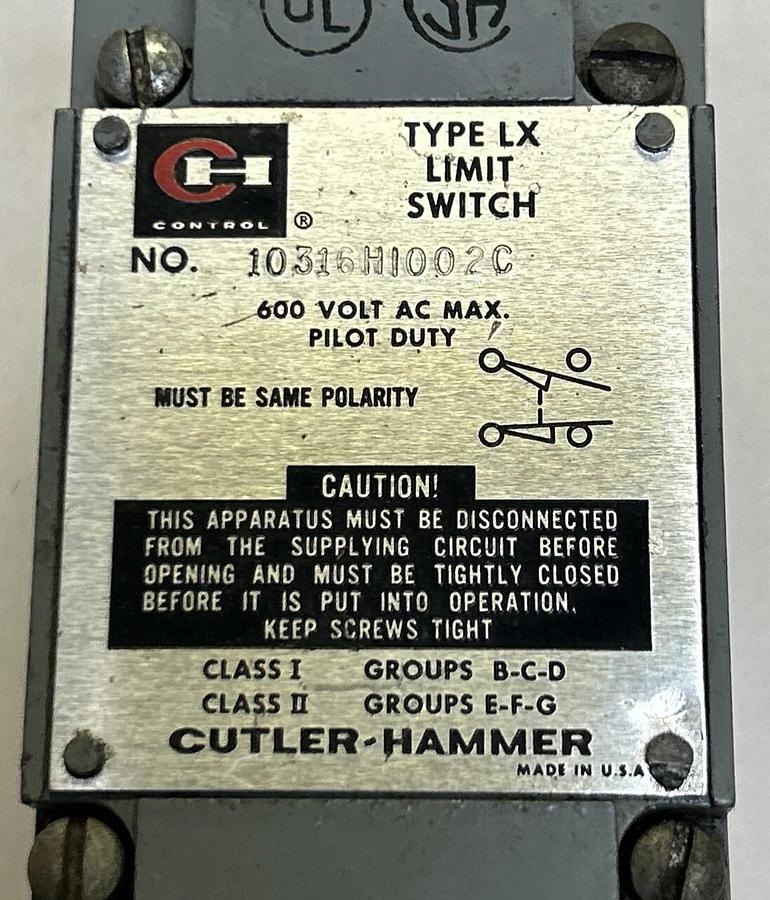 UL
SA
CH
CONTROL
®
TYPE LX
LIMIT
SWITCH
NO. 10316H1002C
600 VOLT AC MAX.
PILOT DUTY
MUST BE SAME POLARITY
CAUTION!
THIS APPARATUS MUST BE DISCONNECTED
FROM THE SUPPLYING CIRCUIT BEFORE
OPENING AND MUST BE TIGHTLY CLOSED
BEFORE IT IS PUT INTO OPERATION.
KEEP SCREWS TIGHT
CLASS I GROUPS B-C-D
CLASS II GROUPS E-F-G
CUTLER-HAMMER
MADE IN U.S.A